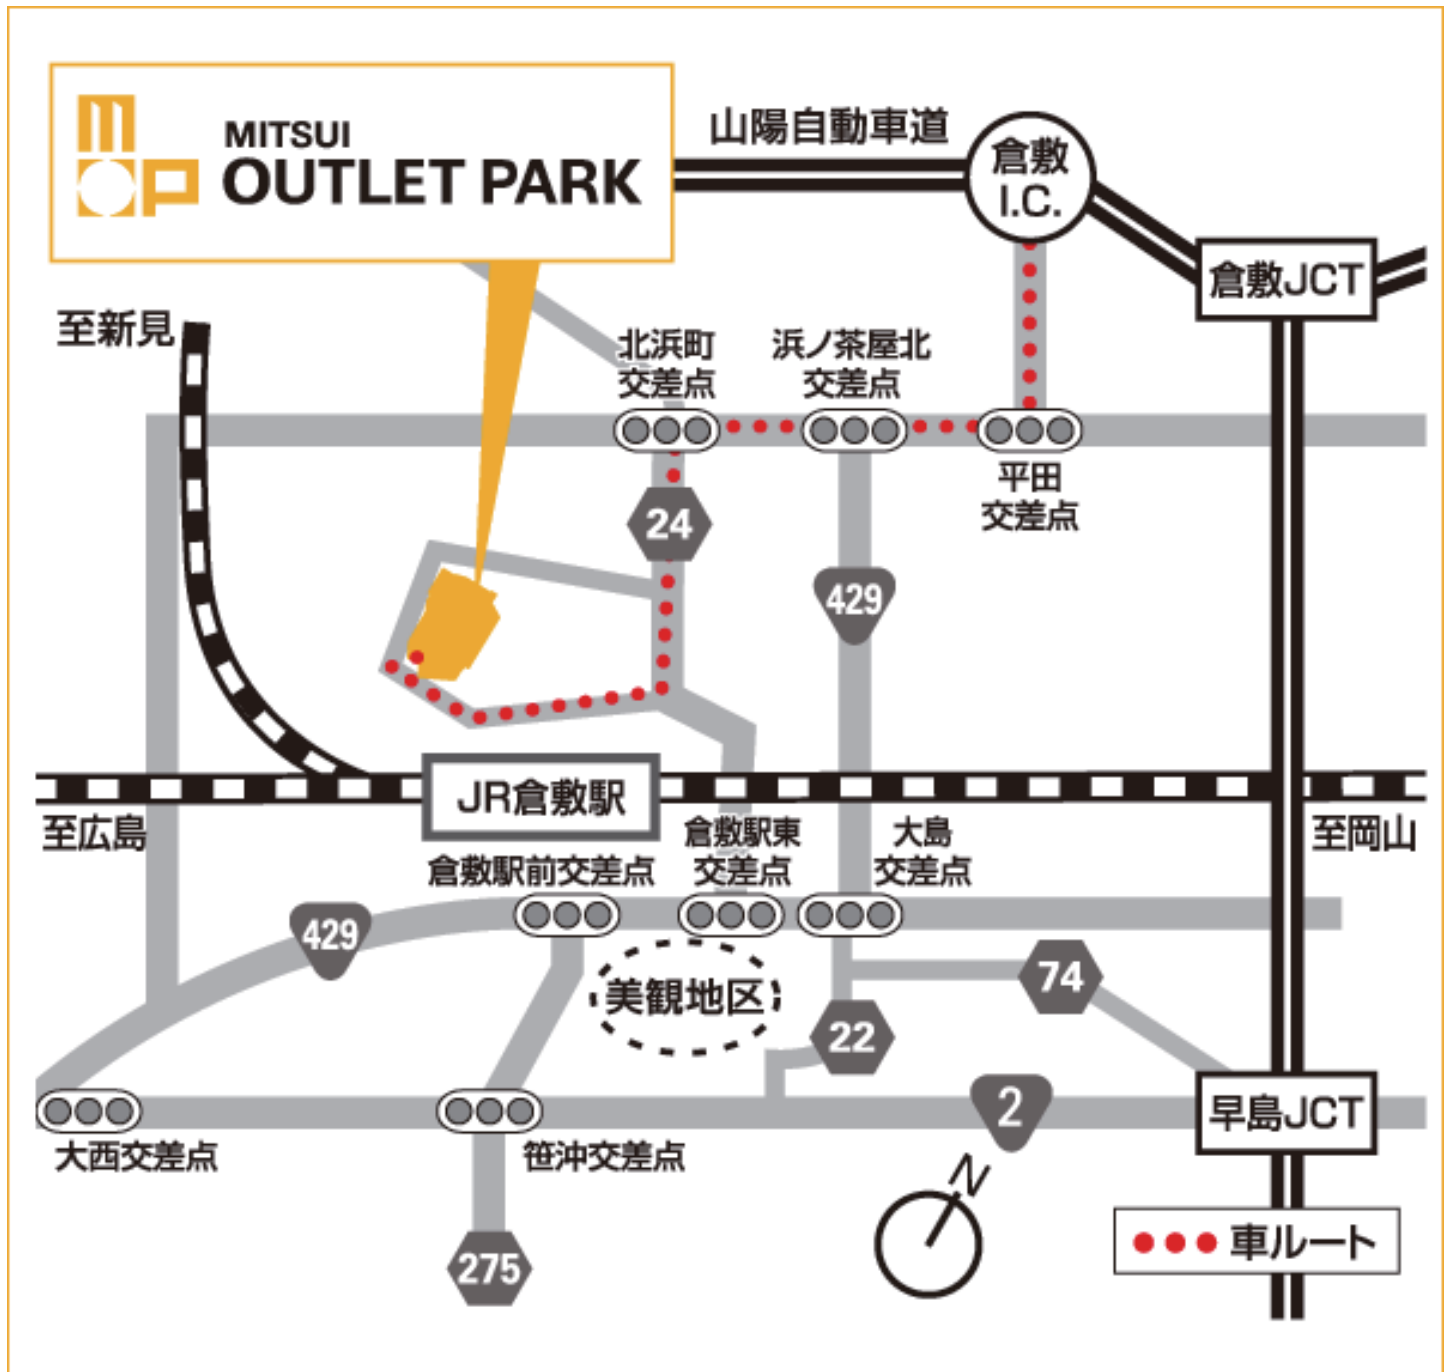 MITSUI
OUTLET PARK
山陽自動車道
倉敷
I.C.
倉敷JCT
至新見
北浜町
交差点
浜ノ茶屋北
交差点
平田
交差点
24
429
JR倉敷駅
至広島
至岡山
倉敷駅前交差点
倉敷駅東
交差点
大島
交差点
429
美観地区
74
22
2
早島JCT
大西交差点
笹沖交差点
275
N
車ルート